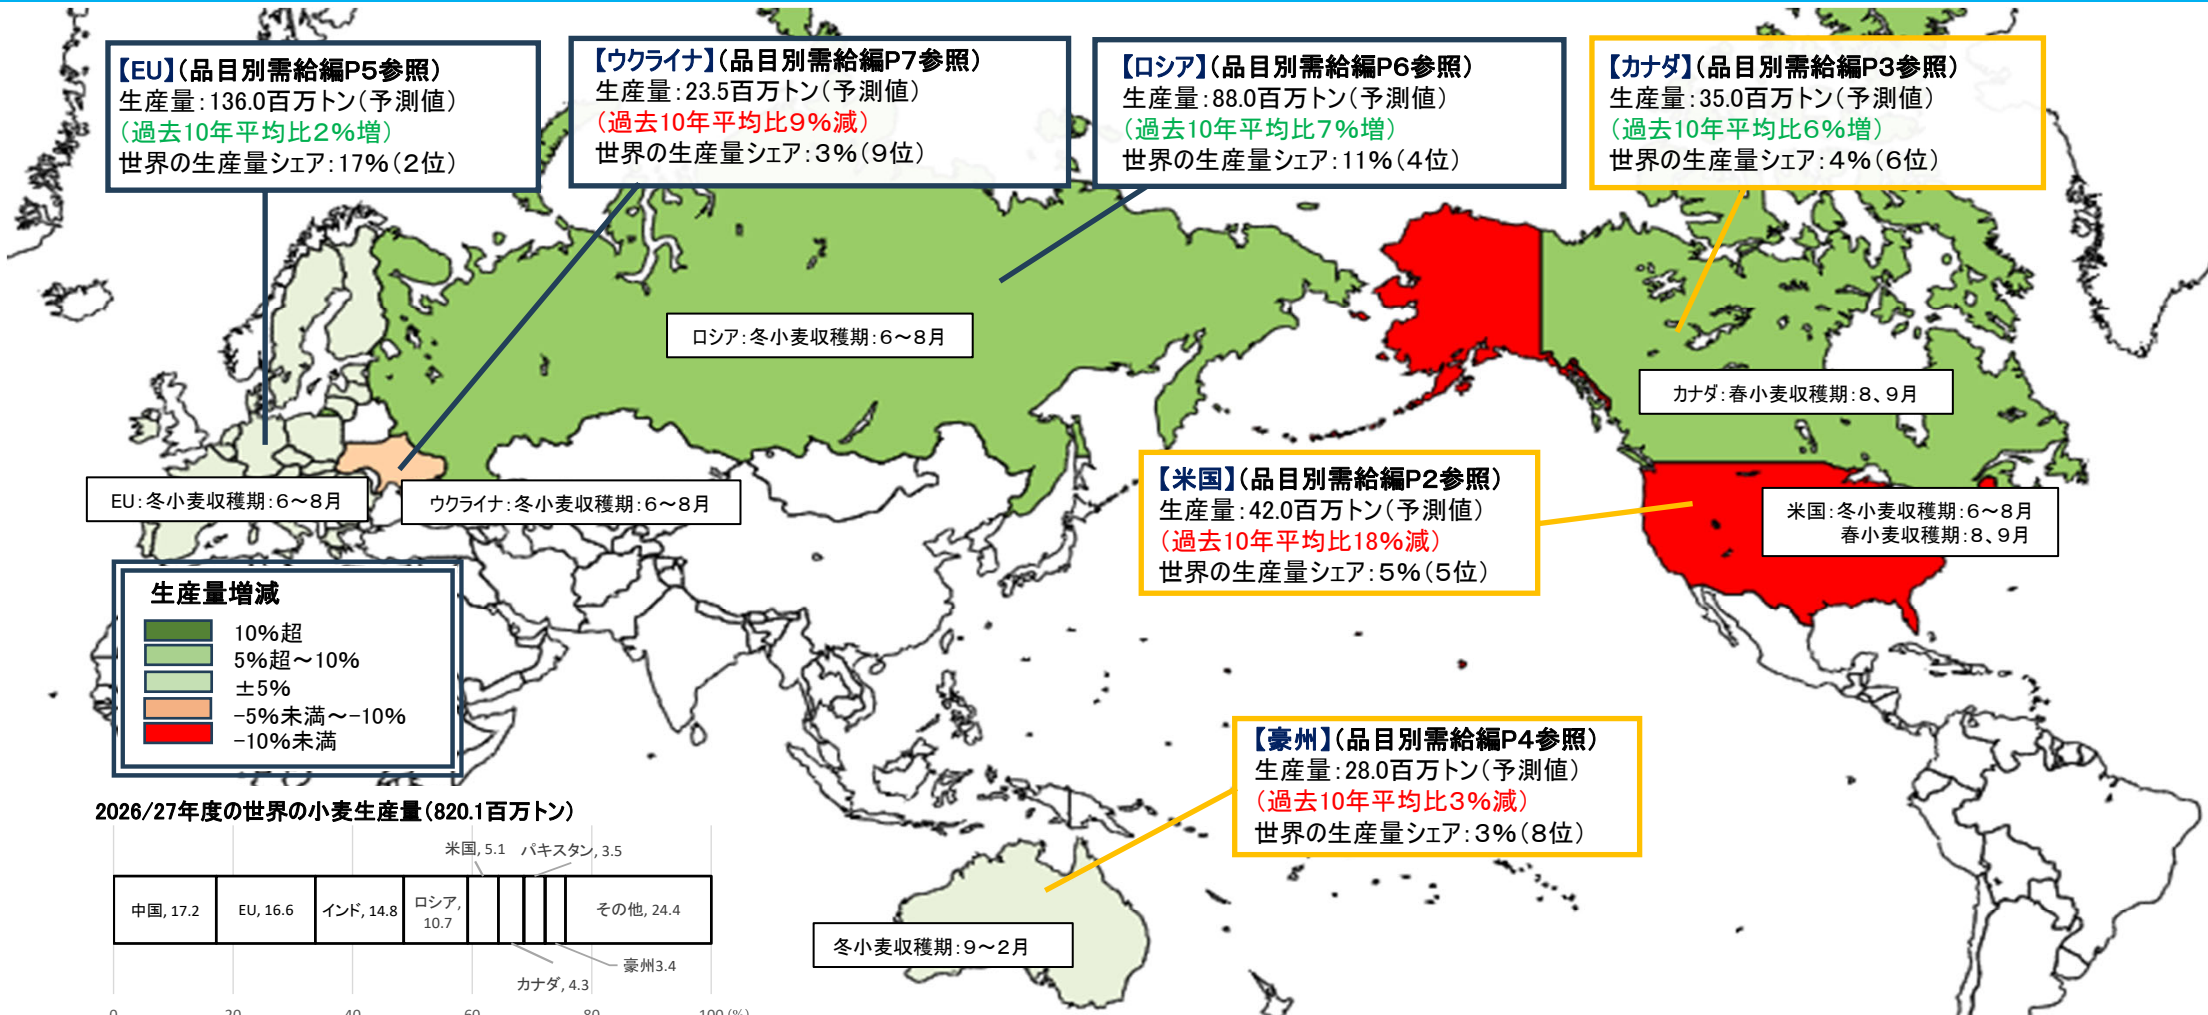 【EU】(品目別需給編P5参照)
生産量:136.0百万トン(予測値)
(過去10年平均比2%増)
世界の生産量シェア:17%(2位)
【ウクライナ】(品目別需給編P7参照)
生産量:23.5百万トン(予測値)
(過去10年平均比9%減)
世界の生産量シェア:3%(9位)
【ロシア】(品目別需給編P6参照)
生産量:88.0百万トン(予測値)
(過去10年平均比7%増)
世界の生産量シェア:11%(4位)
【カナダ】(品目別需給編P3参照)
生産量:35.0百万トン(予測値)
(過去10年平均比6%増)
世界の生産量シェア:4%(6位)
ロシア:冬小麦収穫期:6~8月
カナダ:春小麦収穫期:8、9月
EU:冬小麦収穫期:6~8月
ウクライナ:冬小麦収穫期:6~8月
【米国】(品目別需給編P2参照)
生産量:42.0百万トン(予測値)
(過去10年平均比18%減)
世界の生産量シェア:5%(5位)
米国:冬小麦収穫期:6~8月
春小麦収穫期:8、9月
生産量増減
10%超
5%超~10%
±5%
-5%未満~-10%
-10%未満
【豪州】(品目別需給編P4参照)
生産量:28.0百万トン(予測値)
(過去10年平均比3%減)
世界の生産量シェア:3%(8位)
冬小麦収穫期:9~2月
2026/27年度の世界の小麦生産量(820.1百万トン)
米国, 5.1
パキスタン, 3.5
中国, 17.2
EU, 16.6
インド, 14.8
ロシア,
10.7
その他, 24.4
豪州3.4
カナダ, 4.3
0 20 40 60 80 100 (%)